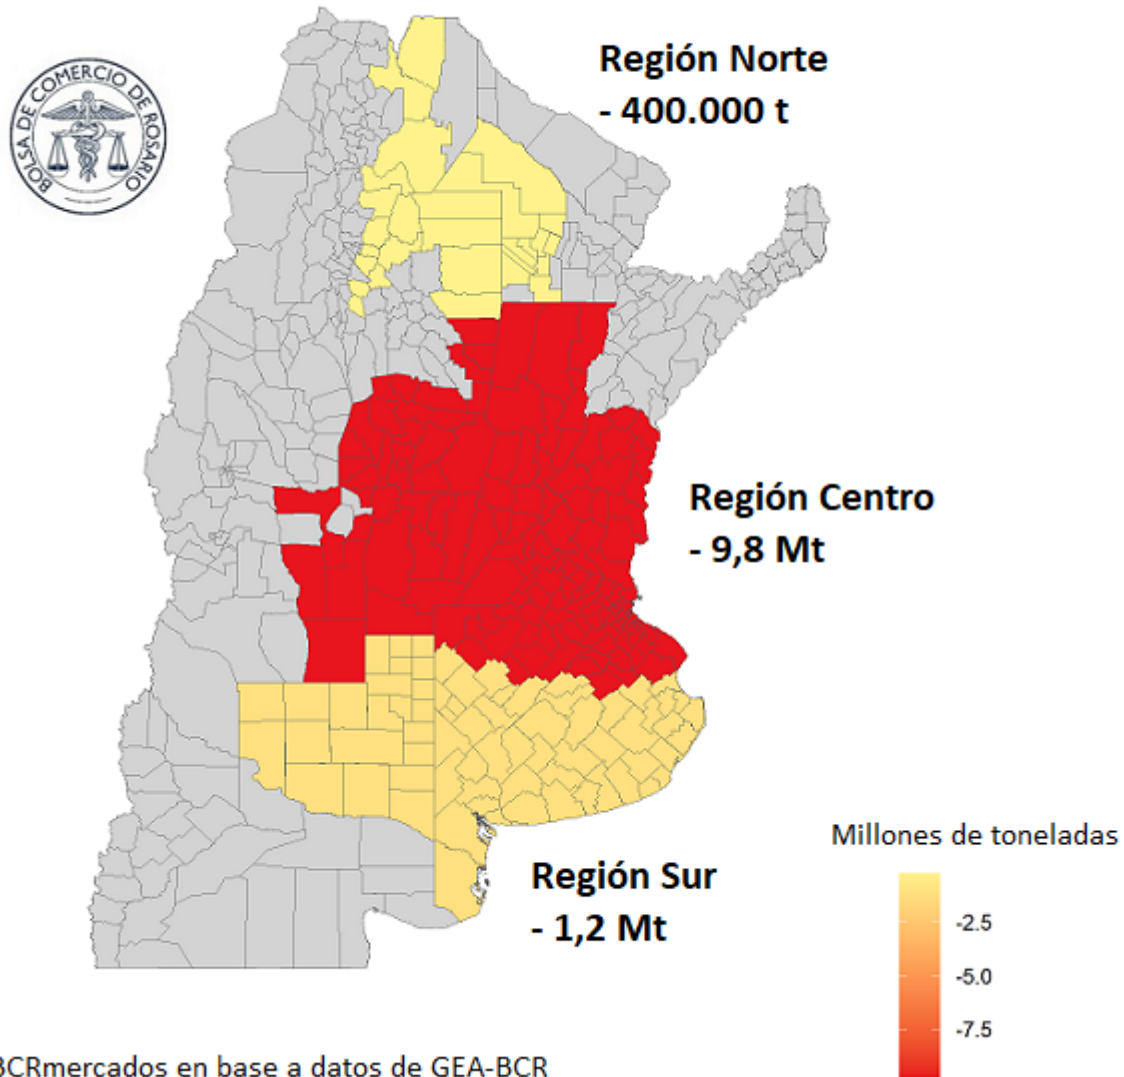 BOLSA DE COMERCIO DE ROSARIO
Región Norte
- 400.000 t
Región Centro
- 9,8 Mt
Región Sur
- 1,2 Mt
Millones de toneladas
-2.5
-5.0
-7.5
BCRmercados en base a datos de GEA-BCR